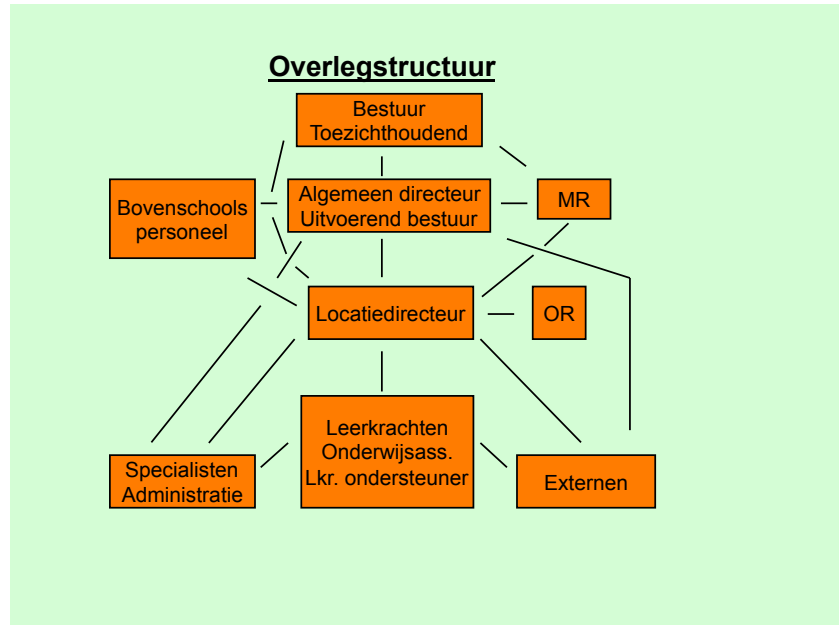 Overlegstructuur
Bestuur
Toezichthoudend
Bovenschools
personeel
Algemeen directeur
Uitvoerend bestuur
MR
Locatiedirecteur
OR
Specialisten
Administratie
Leerkrachten
Onderwijsass.
Lkr. ondersteuner
Externen